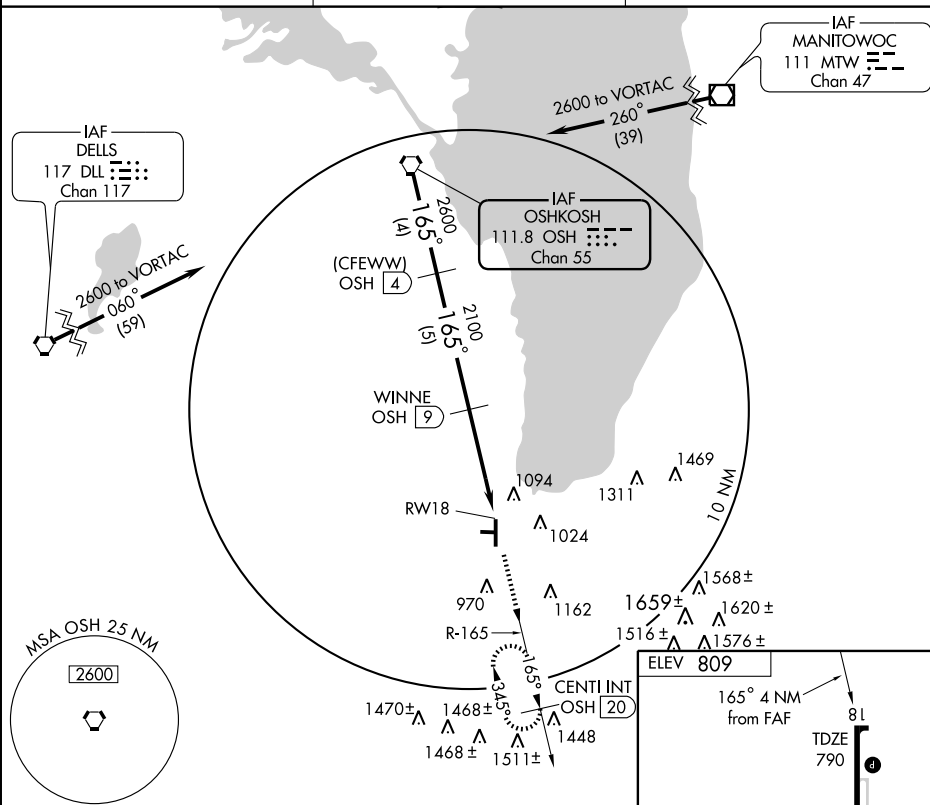 IAF
MANITOWOC
111 MTW
Chan 47
2600 to VORTAC
260°
(39)
IAF
DELLS
117 DLL
Chan 117
2600 to VORTAC
060°
(59)
IAF
OSHKOSH
111.8 OSH
Chan 55
2600
165°
(4)
(CFEWW)
OSH 4
2100
165°
(5)
WINNE
OSH 9
1094
1311
1469
RW18
1024
10 NM
970
1162
1568±
1659±
1620±
1516±
1576±
R-165
165°
345°
CENTI INT
OSH 20
1470±
1468±
1468±
1511±
1448
MSA OSH 25 NM
2600
ELEV 809
165° 4 NM
from FAF
18
TDZE
790
P